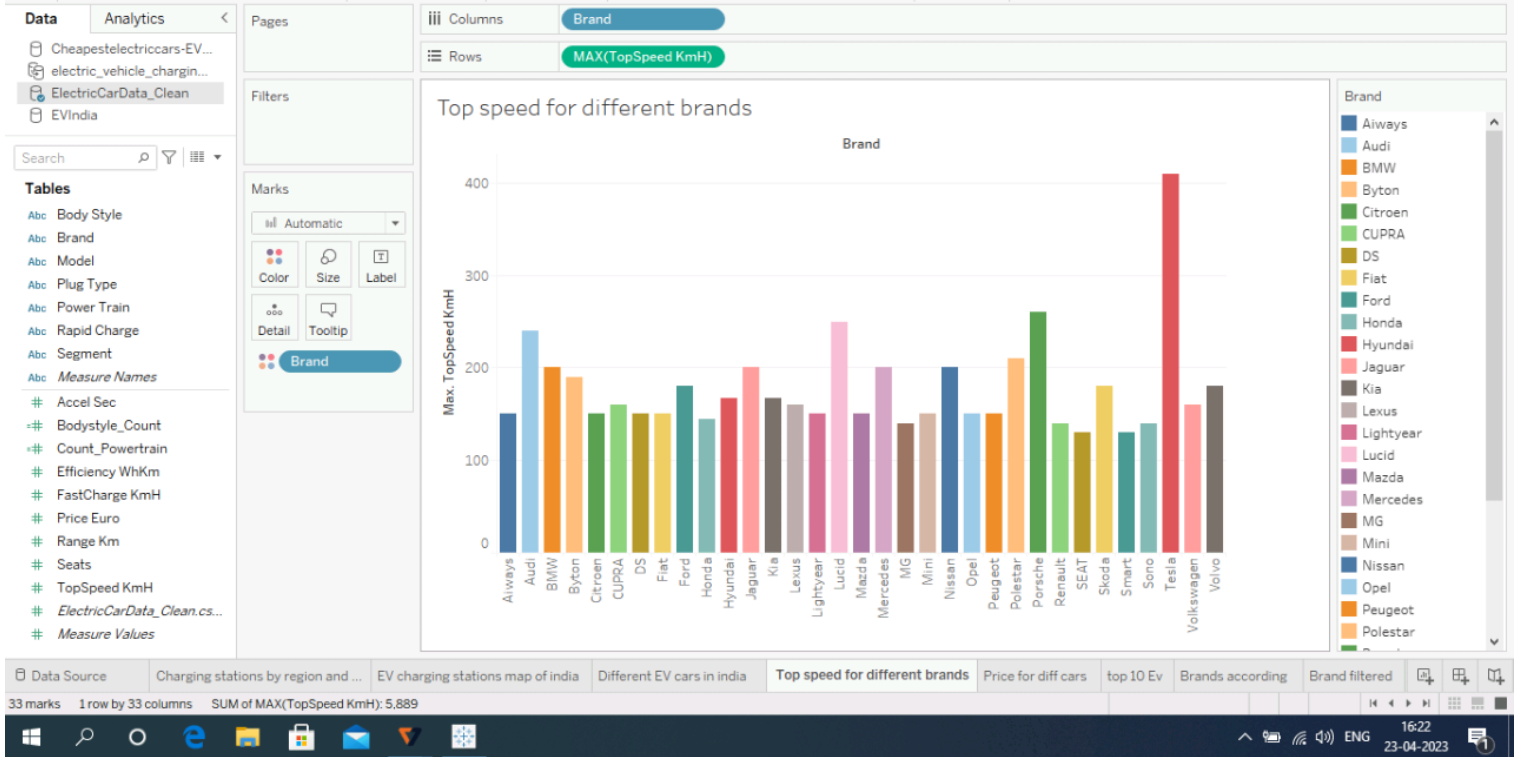 Data
Analytics
Cheapestelectriccars-EV...
electric_vehicle_chargin...
ElectricCarData_Clean
EVIndia
Search
Tables
Abc Body Style
Abc Brand
Abc Model
Abc Plug Type
Abc Power Train
Abc Rapid Charge
Abc Segment
Abc Measure Names
# Accel Sec
=# Bodystyle_Count
=# Count_Powertrain
# Efficiency WhKm
# FastCharge KmH
# Price Euro
# Range Km
# Seats
# TopSpeed KmH
# ElectricCarData_Clean.cs...
# Measure Values
Pages
Filters
Marks
Automatic
Color Size Label
Detail Tooltip
Brand
Columns Brand
Rows MAX(TopSpeed KmH)
Top speed for different brands
Brand
Max. TopSpeed KmH
400
300
200
100
0
Aiways
Audi
BMW
Byton
Citroen
CUPRA
DS
Fiat
Ford
Honda
Hyundai
Jaguar
Kia
Lexus
Lightyear
Lucid
Mazda
Mercedes
MG
Mini
Nissan
Opel
Peugeot
Polestar
Porsche
Renault
SEAT
Skoda
Smart
Sono
Tesla
Volkswagen
Volvo
Brand
Aiways
Audi
BMW
Byton
Citroen
CUPRA
DS
Fiat
Ford
Honda
Hyundai
Jaguar
Kia
Lexus
Lightyear
Lucid
Mazda
Mercedes
MG
Mini
Nissan
Opel
Peugeot
Polestar
Data Source Charging stations by region and ... EV charging stations map of india Different EV cars in india Top speed for different brands Price for diff cars top 10 Ev Brands according Brand filtered
33 marks 1 row by 33 columns SUM of MAX(TopSpeed KmH): 5,889
ENG
16:22
23-04-2023
1